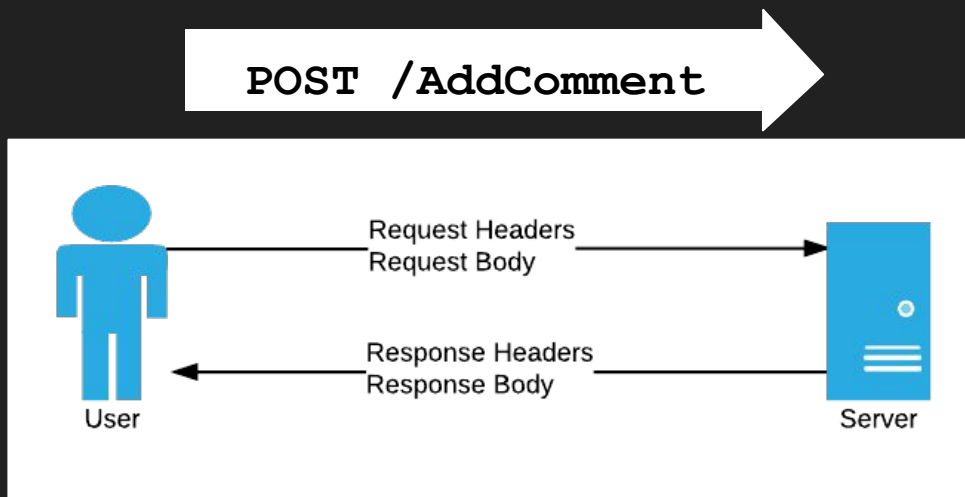 POST /AddComment
Request Headers
Request Body
Response Headers
Response Body
User
Server